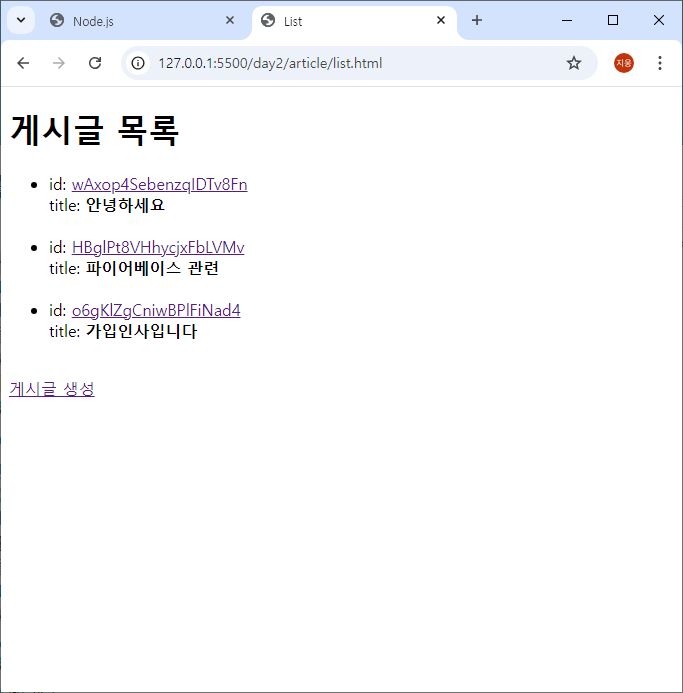 Node.js
List
127.0.0.1:5500/day2/article/list.html
지웅
게시글 목록
id: wAxop4SebenzqIDTv8Fn
title: 안녕하세요
id: HBglPt8VHhycjxFbLVMv
title: 파이어베이스 관련
id: o6gKlZgCniwBPlFiNad4
title: 가입인사입니다
게시글 생성